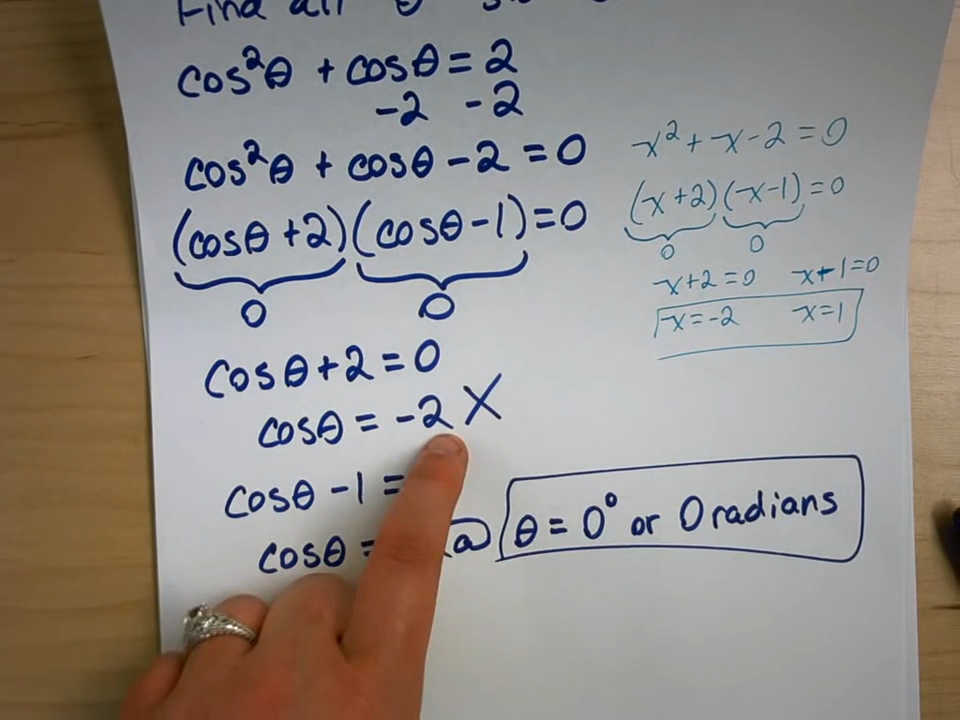 Find all θ
cos²θ + cosθ = 2
-2 -2
cos²θ + cosθ - 2 = 0
(cosθ + 2)(cosθ - 1) = 0
0 0
cosθ + 2 = 0
cosθ = -2 X
cosθ - 1 =
cosθ =
@ θ = 0° or 0 radians
x² + x - 2 = 0
(x + 2)(x - 1) = 0
0 0
x + 2 = 0 x - 1 = 0
x = -2 x = 1